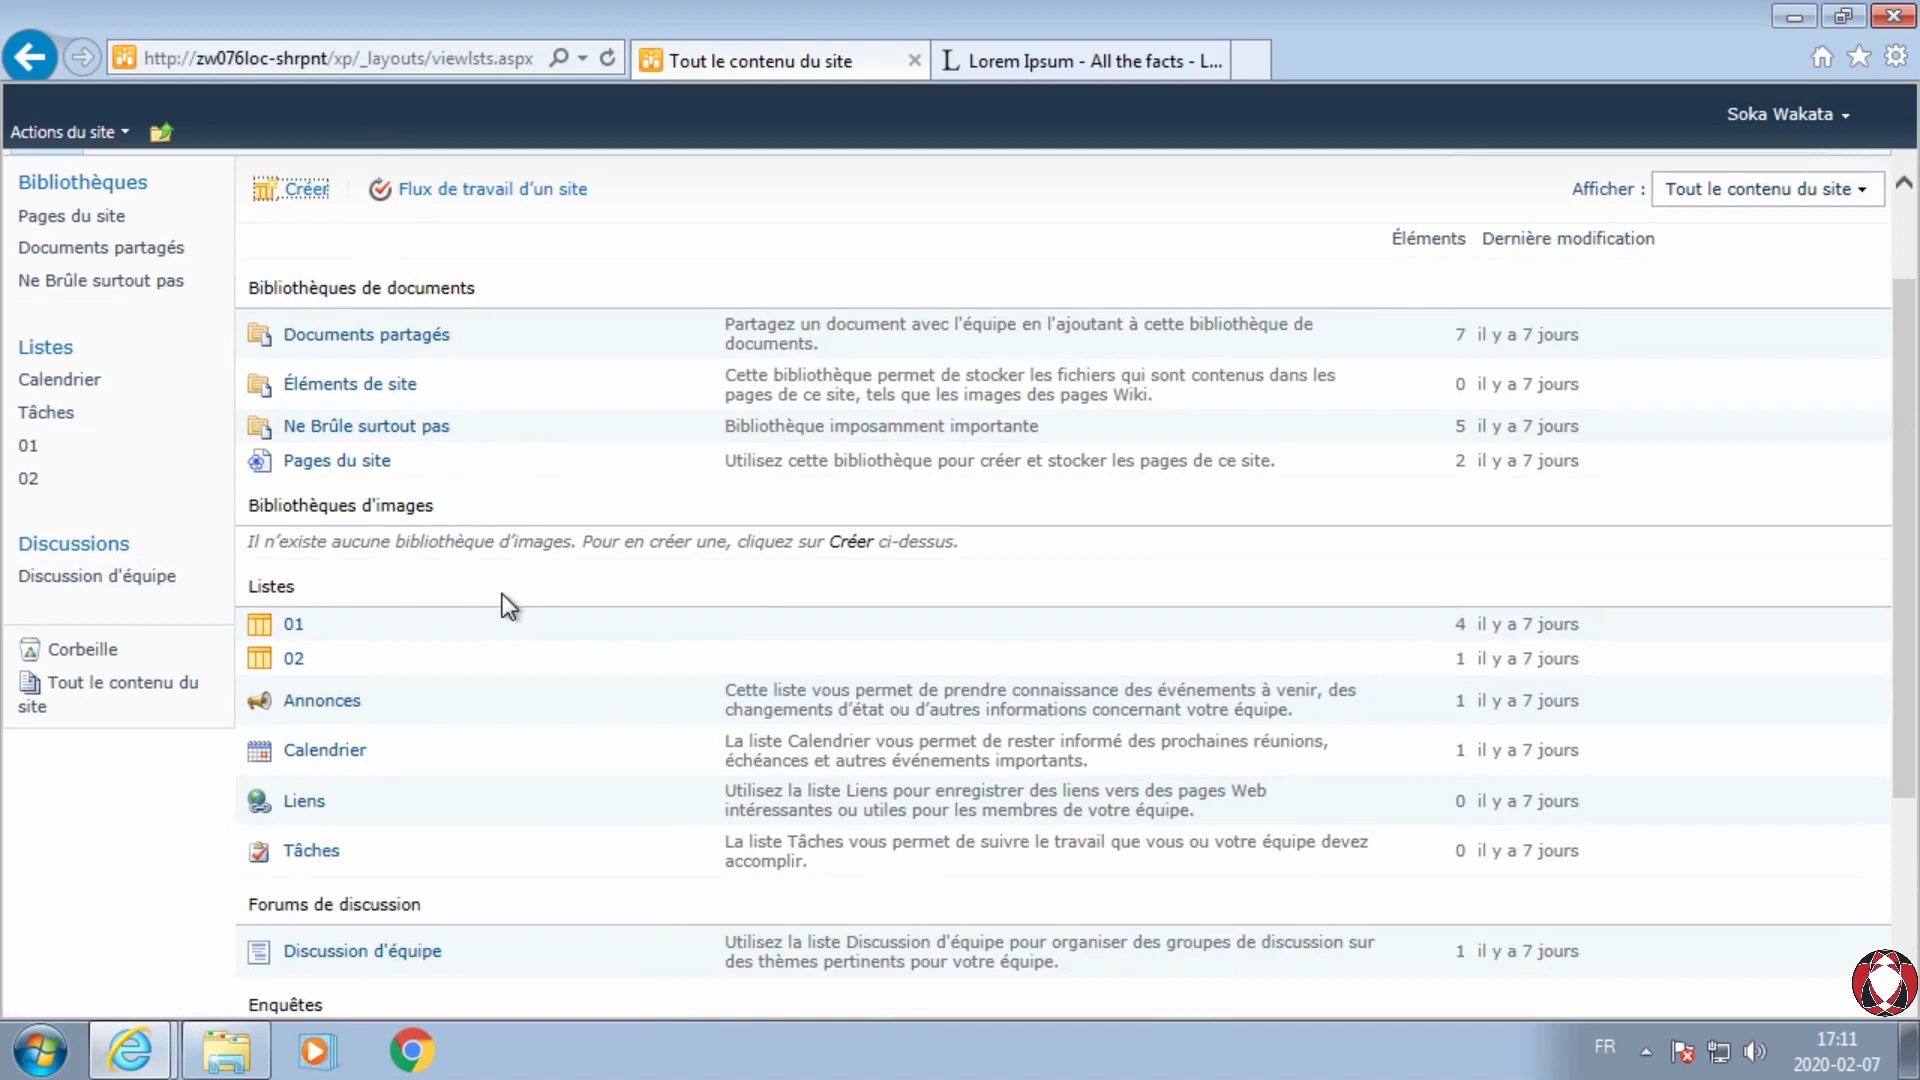 http://zw076loc-shrpnt/xp/_layouts/viewlsts.aspx
Tout le contenu du site
Lorem Ipsum - All the facts - L...
Actions du site
Soka Wakata
Bibliothèques
Pages du site
Documents partagés
Ne Brûle surtout pas
Listes
Calendrier
Tâches
01
02
Discussions
Discussion d'équipe
Corbeille
Tout le contenu du
site
Créer
Flux de travail d’un site
Afficher :
Tout le contenu du site
Éléments Dernière modification
Bibliothèques de documents
Documents partagés
Partagez un document avec l'équipe en l'ajoutant à cette bibliothèque de
documents.
7 il y a 7 jours
Éléments de site
Cette bibliothèque permet de stocker les fichiers qui sont contenus dans les
pages de ce site, tels que les images des pages Wiki.
0 il y a 7 jours
Ne Brûle surtout pas
Bibliothèque imposamment importante
5 il y a 7 jours
Pages du site
Utilisez cette bibliothèque pour créer et stocker les pages de ce site.
2 il y a 7 jours
Bibliothèques d'images
Il n’existe aucune bibliothèque d’images. Pour en créer une, cliquez sur Créer ci-dessus.
Listes
01
4 il y a 7 jours
02
1 il y a 7 jours
Annonces
Cette liste vous permet de prendre connaissance des événements à venir, des
changements d’état ou d’autres informations concernant votre équipe.
1 il y a 7 jours
Calendrier
La liste Calendrier vous permet de rester informé des prochaines réunions,
échéances et autres événements importants.
1 il y a 7 jours
Liens
Utilisez la liste Liens pour enregistrer des liens vers des pages Web
intéressantes ou utiles pour les membres de votre équipe.
0 il y a 7 jours
Tâches
La liste Tâches vous permet de suivre le travail que vous ou votre équipe devez
accomplir.
0 il y a 7 jours
Forums de discussion
Discussion d'équipe
Utilisez la liste Discussion d'équipe pour organiser des groupes de discussion sur
des thèmes pertinents pour votre équipe.
1 il y a 7 jours
Enquêtes
FR
17:11
2020-02-07